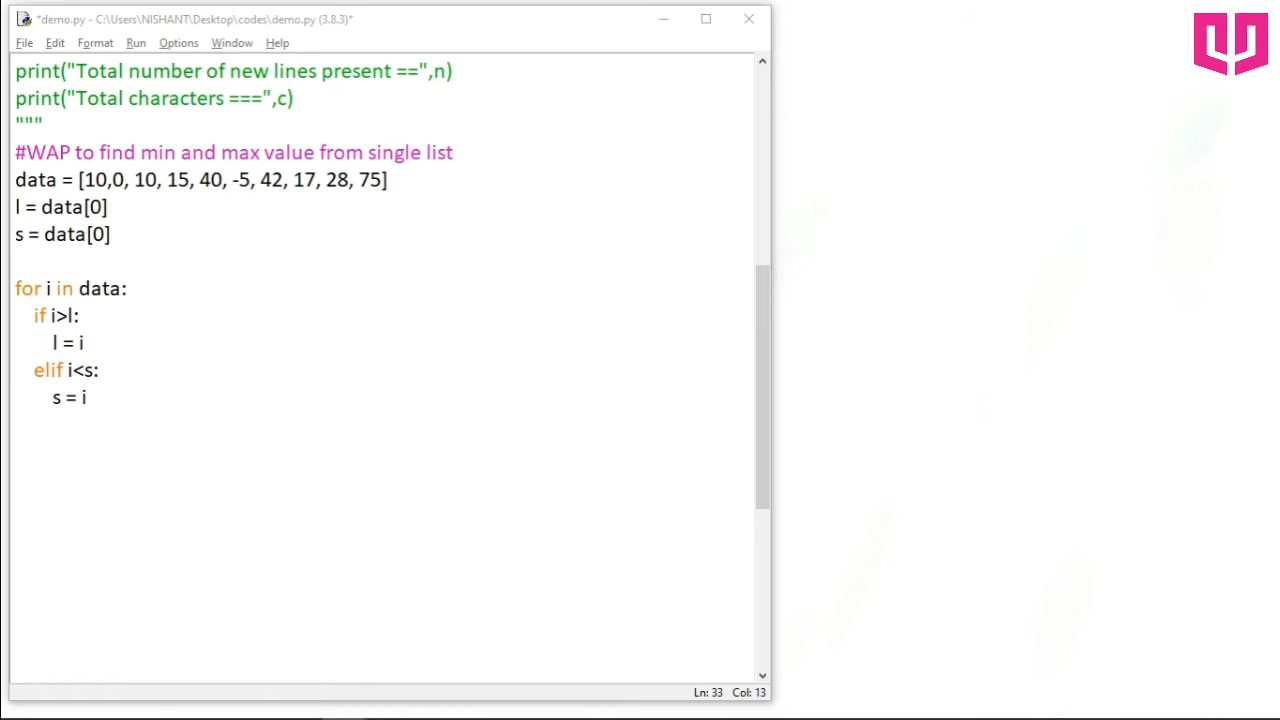 *demo.py - C:\Users\NISHANT\Desktop\codes\demo.py (3.8.3)*
File Edit Format Run Options Window Help
print("Total number of new lines present ==",n)
print("Total characters ===",c)
"""
#WAP to find min and max value from single list
data = [10,0, 10, 15, 40, -5, 42, 17, 28, 75]
l = data[0]
s = data[0]
for i in data:
if i>l:
l = i
elif i<s:
s = i
Ln: 33 Col: 13